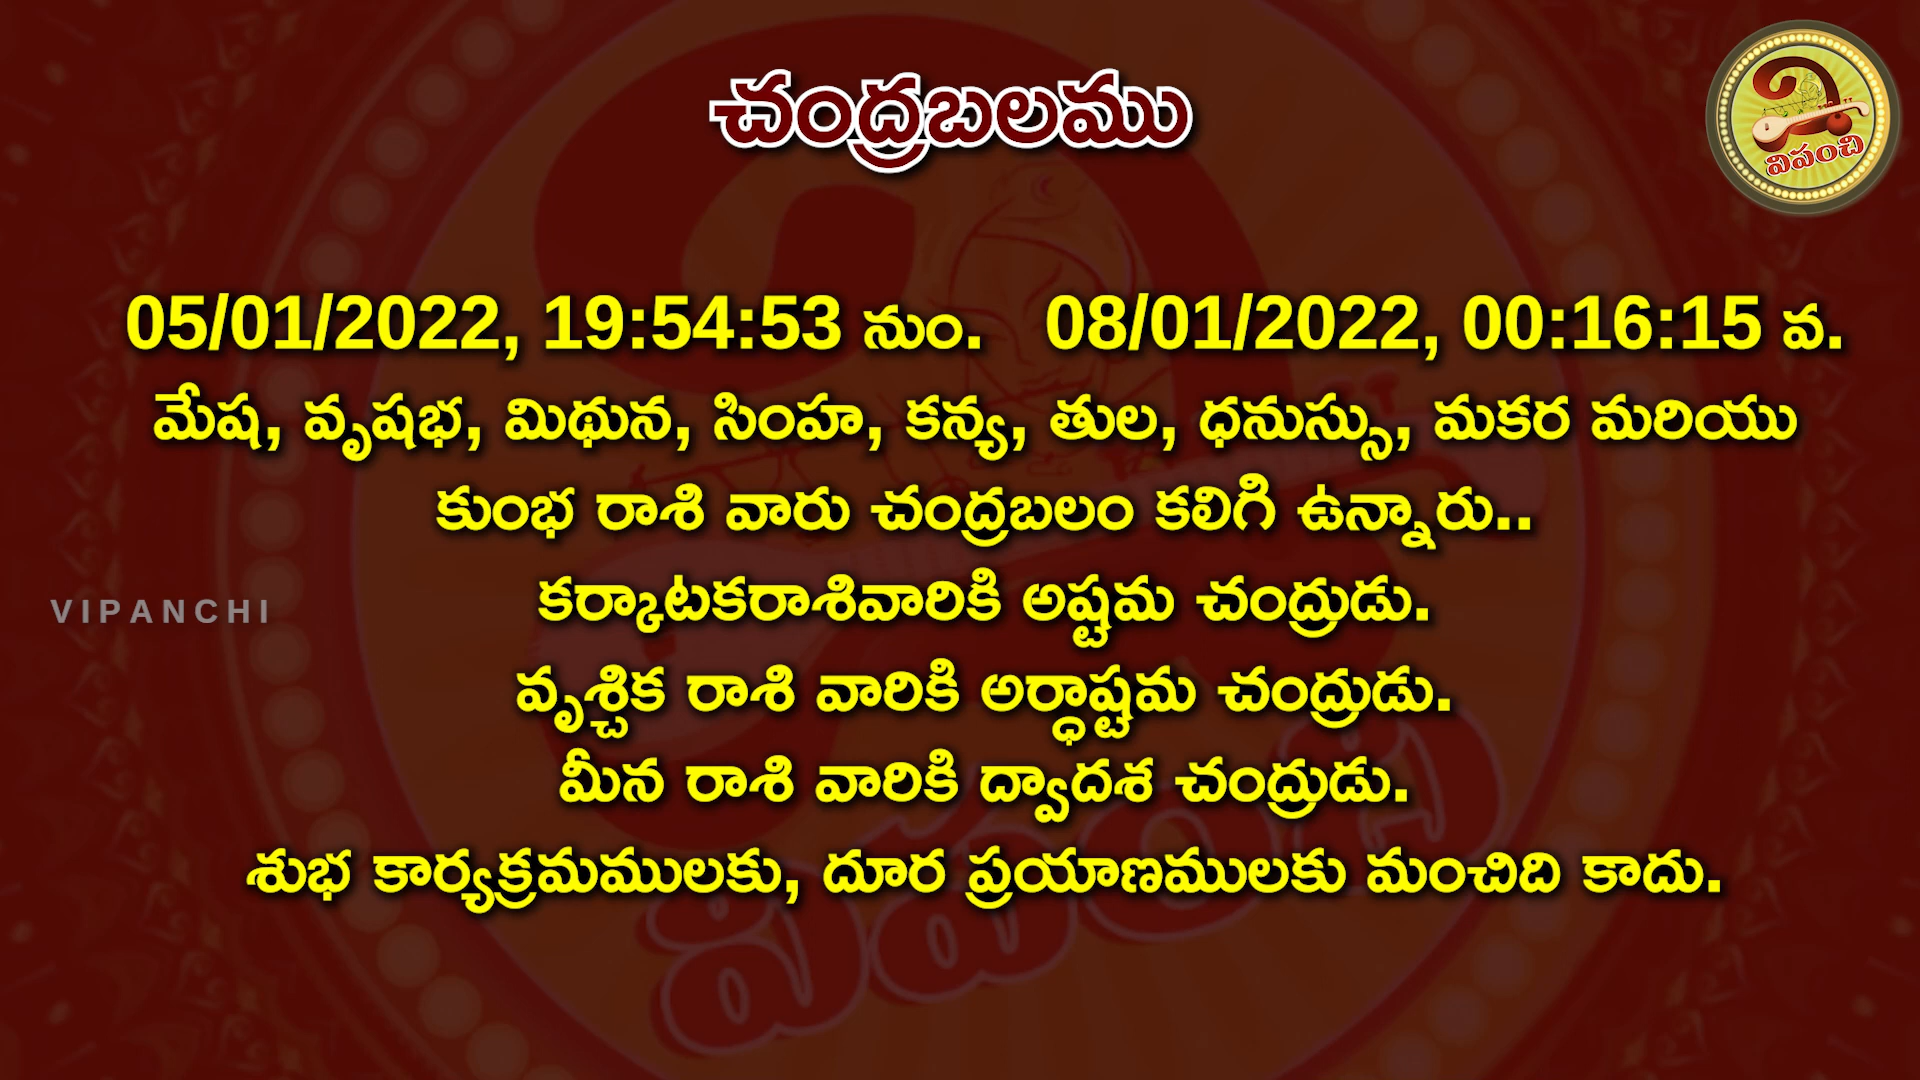 చంద్రబలము
విపంచి
05/01/2022, 19:54:53 నుం. 08/01/2022, 00:16:15 వ.
మేష, వృషభ, మిథున, సింహ, కన్య, తుల, ధనుస్సు, మకర మరియు
కుంభ రాశి వారు చంద్రబలం కలిగి ఉన్నారు..
కర్కాటకరాశివారికి అష్టమ చంద్రుడు.
VIPANCHI
వృశ్చిక రాశి వారికి అర్ధాష్టమ చంద్రుడు.
మీన రాశి వారికి ద్వాదశ చంద్రుడు.
శుభ కార్యక్రమములకు, దూర ప్రయాణములకు మంచిది కాదు.
విపంచి